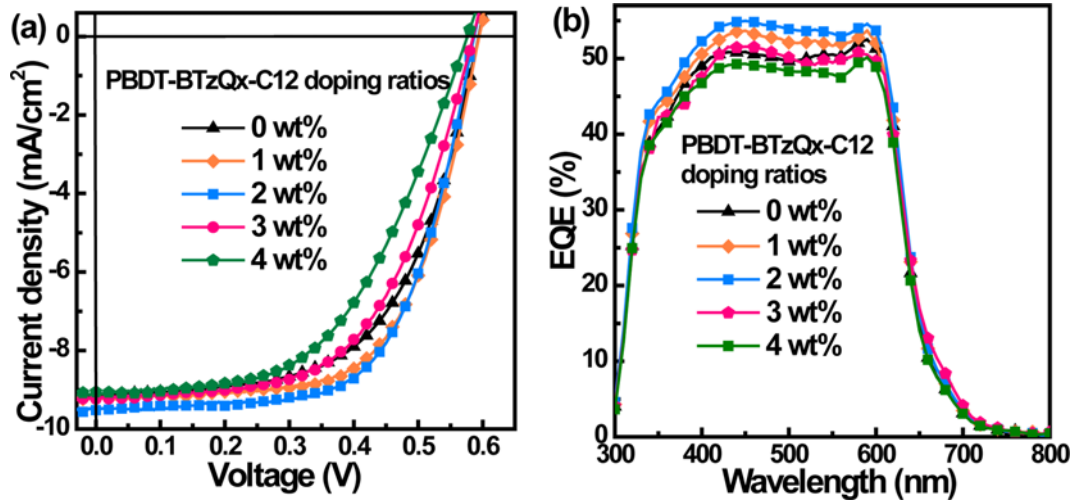 (a)
0
-2
-4
-6
-8
-10
Current density (mA/cm²)
PBDT-BTzQx-C12 doping ratios
0 wt%
1 wt%
2 wt%
3 wt%
4 wt%
0.0 0.1 0.2 0.3 0.4 0.5 0.6
Voltage (V)
(b)
50
40
30
20
10
0
EQE (%)
PBDT-BTzQx-C12
doping ratios
0 wt%
1 wt%
2 wt%
3 wt%
4 wt%
300 400 500 600 700 800
Wavelength (nm)